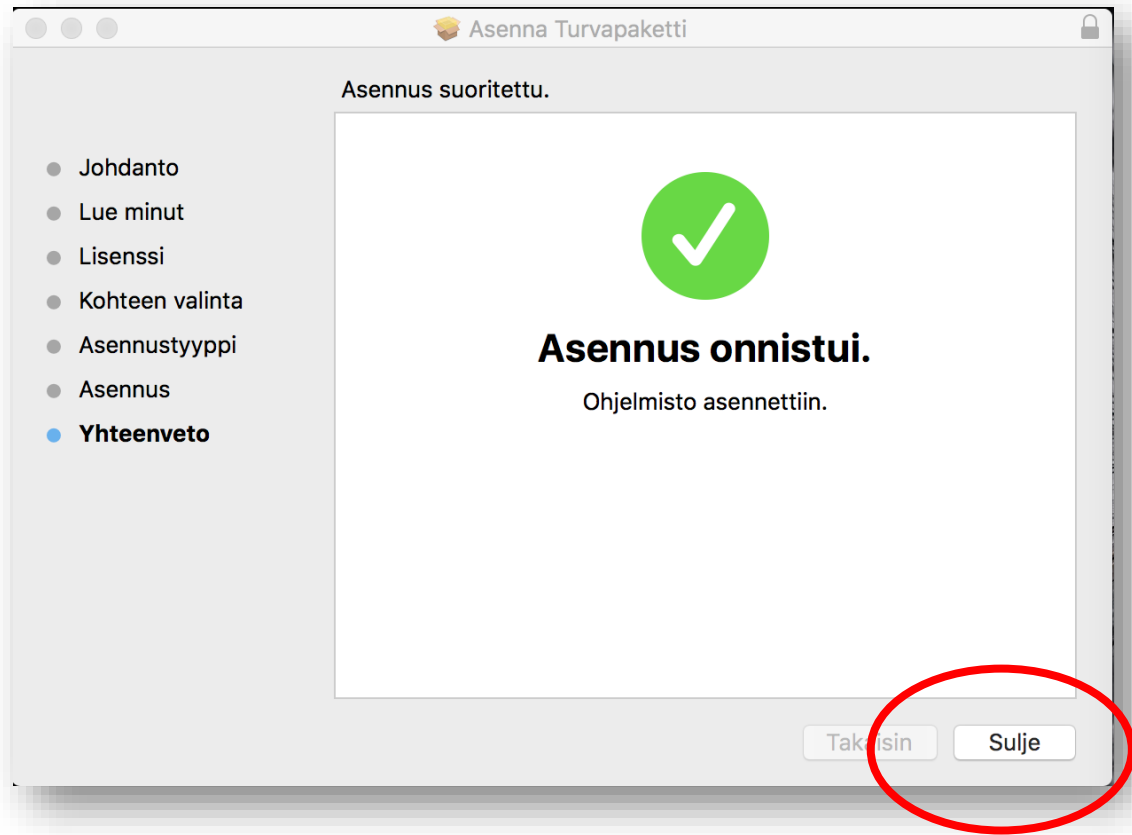 Asenna Turvapaketti
Asennus suoritettu.
Johdanto
Lue minut
Lisenssi
Kohteen valinta
Asennustyyppi
Asennus
Yhteenveto
Asennus onnistui.
Ohjelmisto asennettiin.
Takaisin
Sulje